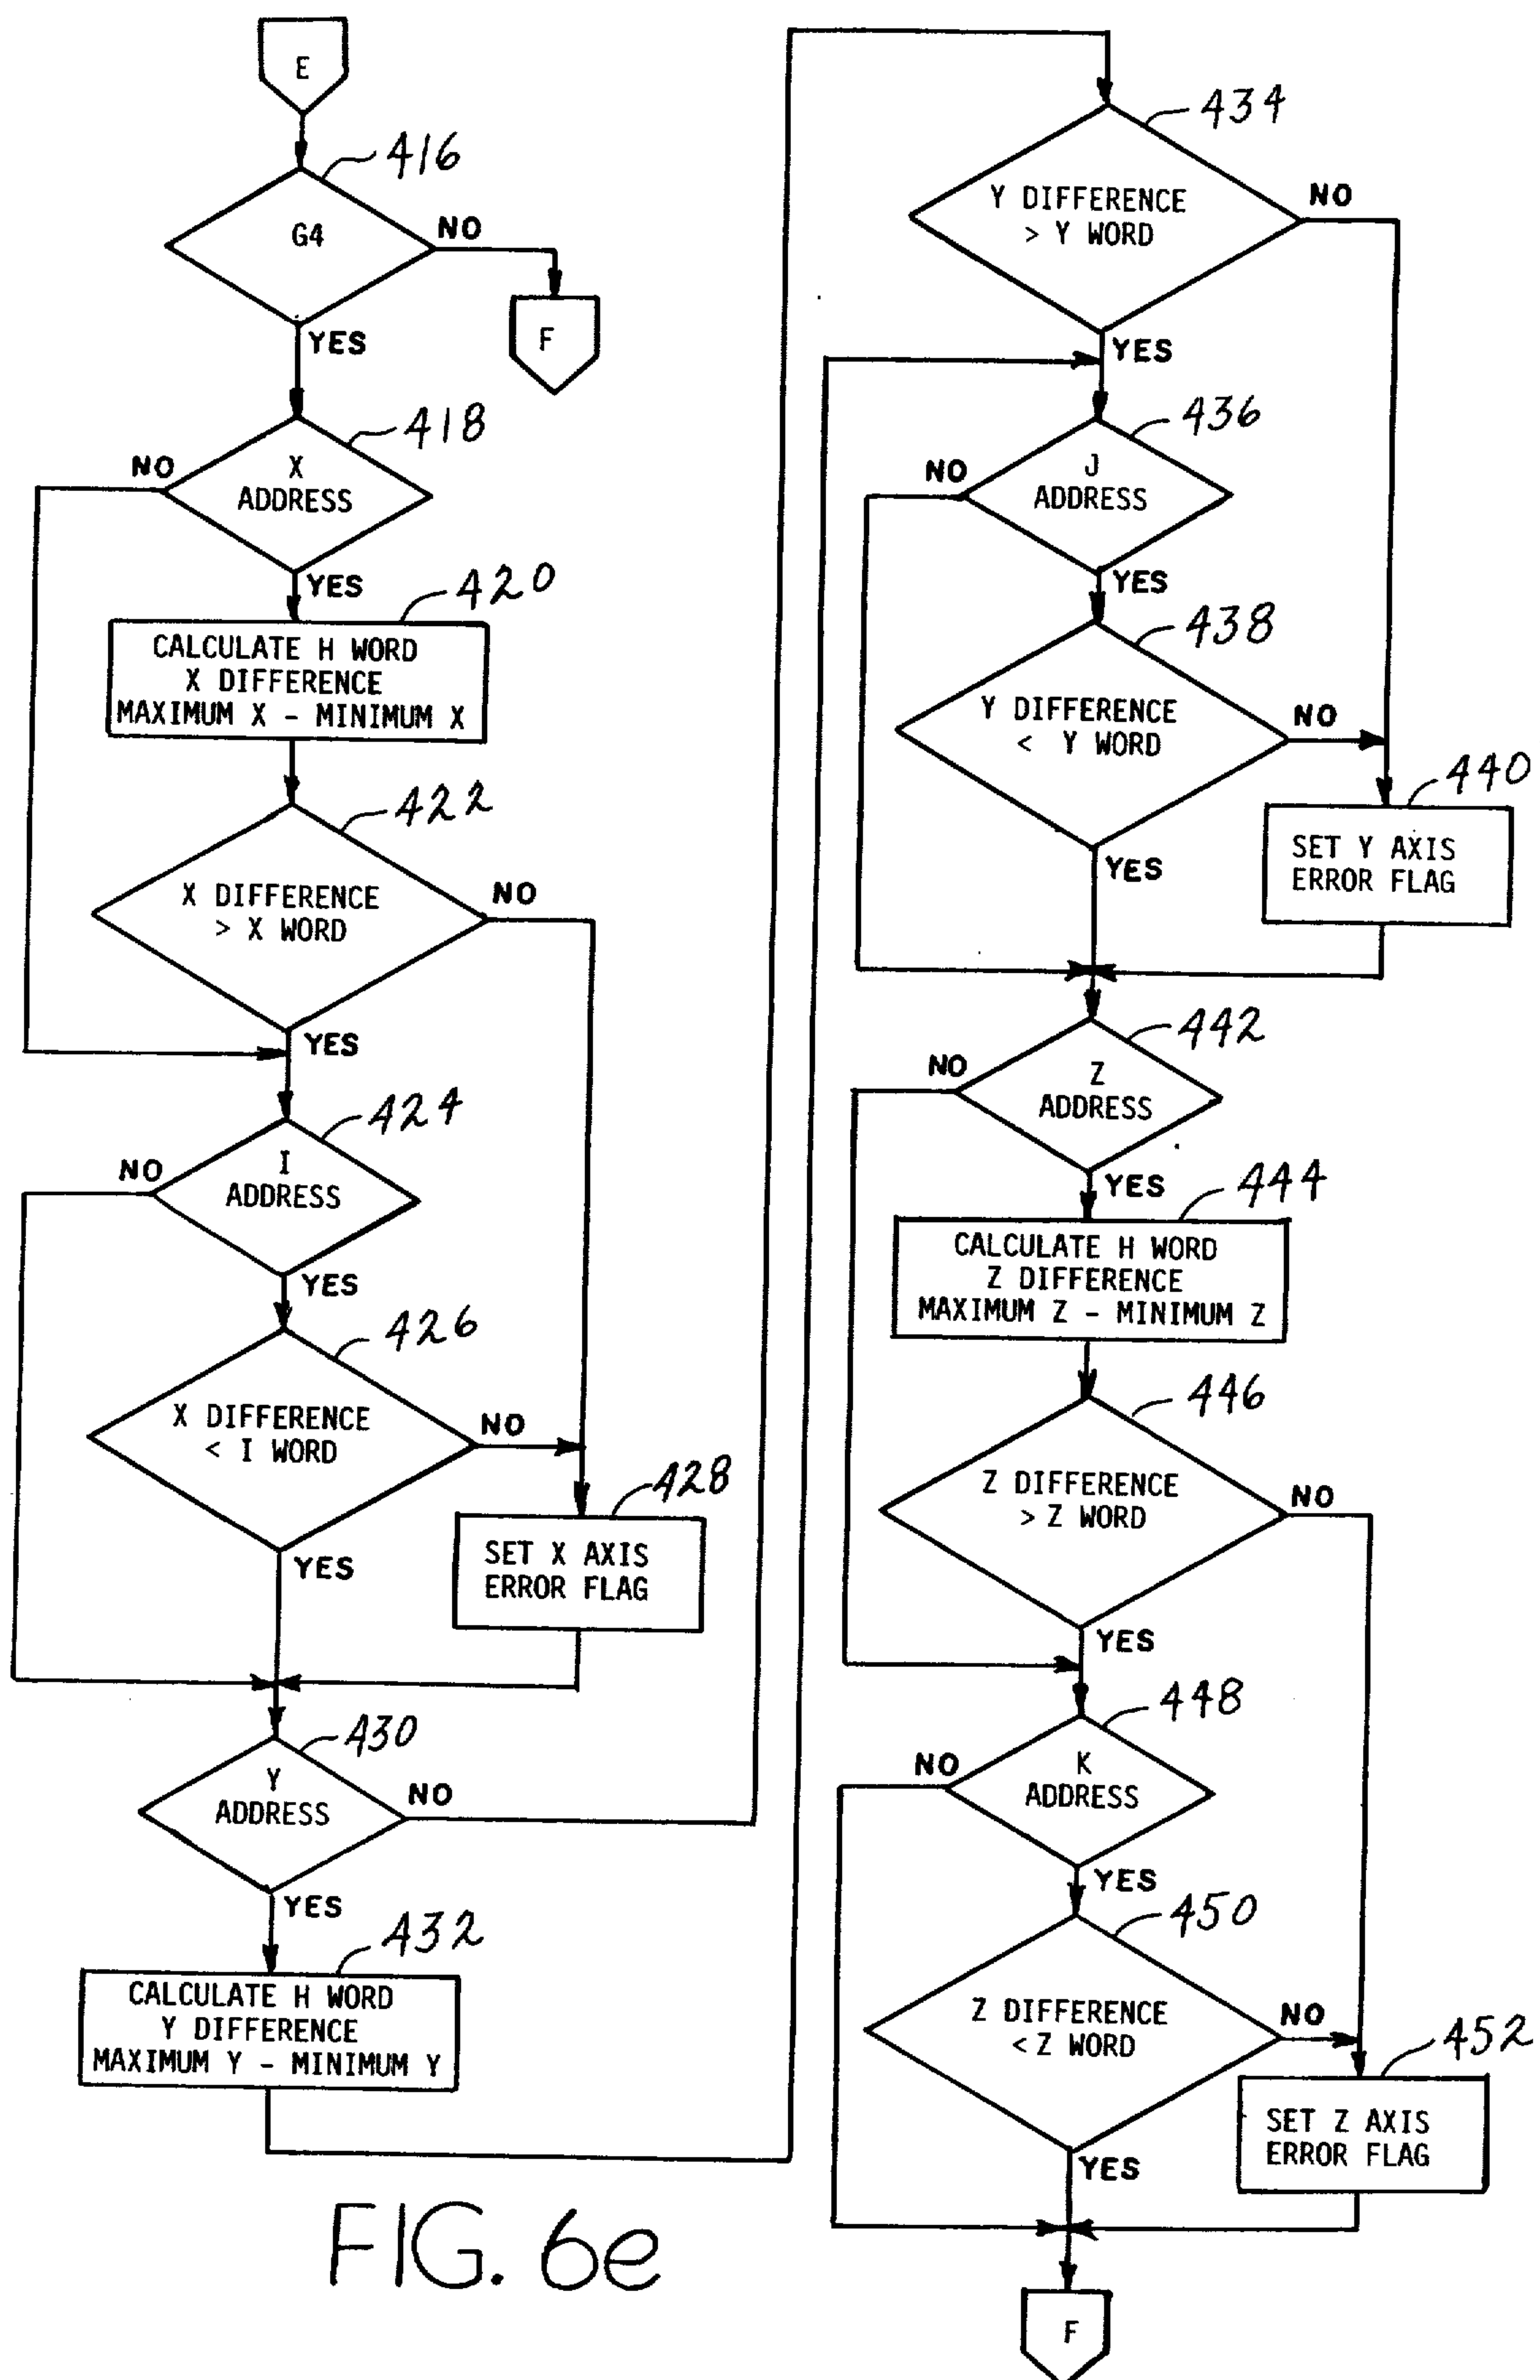 E
416
G4
NO
F
YES
418
NO
X
ADDRESS
YES
420
CALCULATE H WORD
X DIFFERENCE
MAXIMUM X - MINIMUM X
422
X DIFFERENCE
> X WORD
NO
YES
424
NO
I
ADDRESS
YES
426
X DIFFERENCE
< I WORD
NO
428
SET X AXIS
ERROR FLAG
YES
430
Y
ADDRESS
NO
YES
432
CALCULATE H WORD
Y DIFFERENCE
MAXIMUM Y - MINIMUM Y
434
Y DIFFERENCE
> Y WORD
NO
YES
436
NO
J
ADDRESS
YES
438
Y DIFFERENCE
< Y WORD
NO
440
SET Y AXIS
ERROR FLAG
YES
442
NO
Z
ADDRESS
YES
444
CALCULATE H WORD
Z DIFFERENCE
MAXIMUM Z - MINIMUM Z
446
Z DIFFERENCE
> Z WORD
NO
YES
448
NO
K
ADDRESS
YES
450
Z DIFFERENCE
< Z WORD
NO
452
SET Z AXIS
ERROR FLAG
YES
F
FIG. 6e